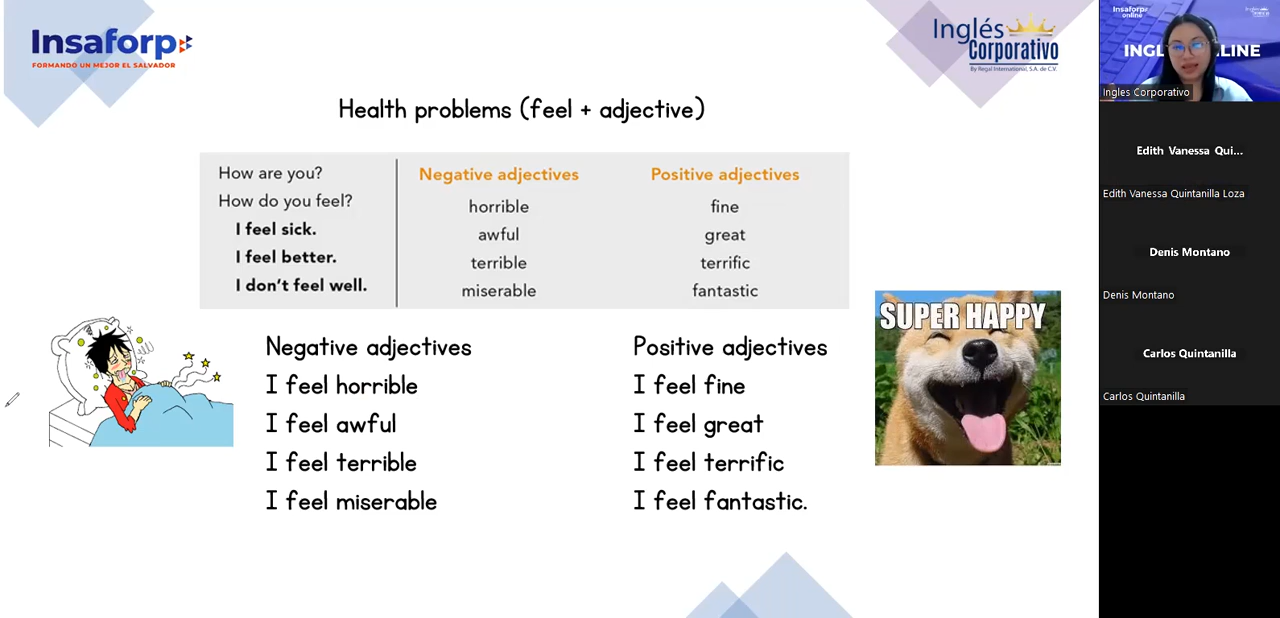 Insaforp
FORMANDO UN MEJOR EL SALVADOR
Inglés
Corporativo
By Regal International, S.A. de C.V.
Health problems (feel + adjective)
How are you?
How do you feel?
I feel sick.
I feel better.
I don't feel well.
Negative adjectives
horrible
awful
terrible
miserable
Positive adjectives
fine
great
terrific
fantastic
Negative adjectives
I feel horrible
I feel awful
I feel terrible
I feel miserable
Positive adjectives
I feel fine
I feel great
I feel terrific
I feel fantastic.
SUPER HAPPY
Insaforp
online
INGL LINE
Ingles Corporativo
Edith Vanessa Qui...
Edith Vanessa Quintanilla Loza
Denis Montano
Denis Montano
Carlos Quintanilla
Carlos Quintanilla